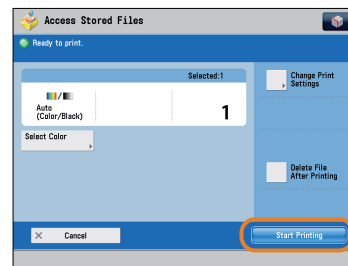 Access Stored Files
Ready to print.
Selected:1
Auto
(Color/Black)
1
Select Color
Change Print
Settings
Delete File
After Printing
Cancel
Start Printing